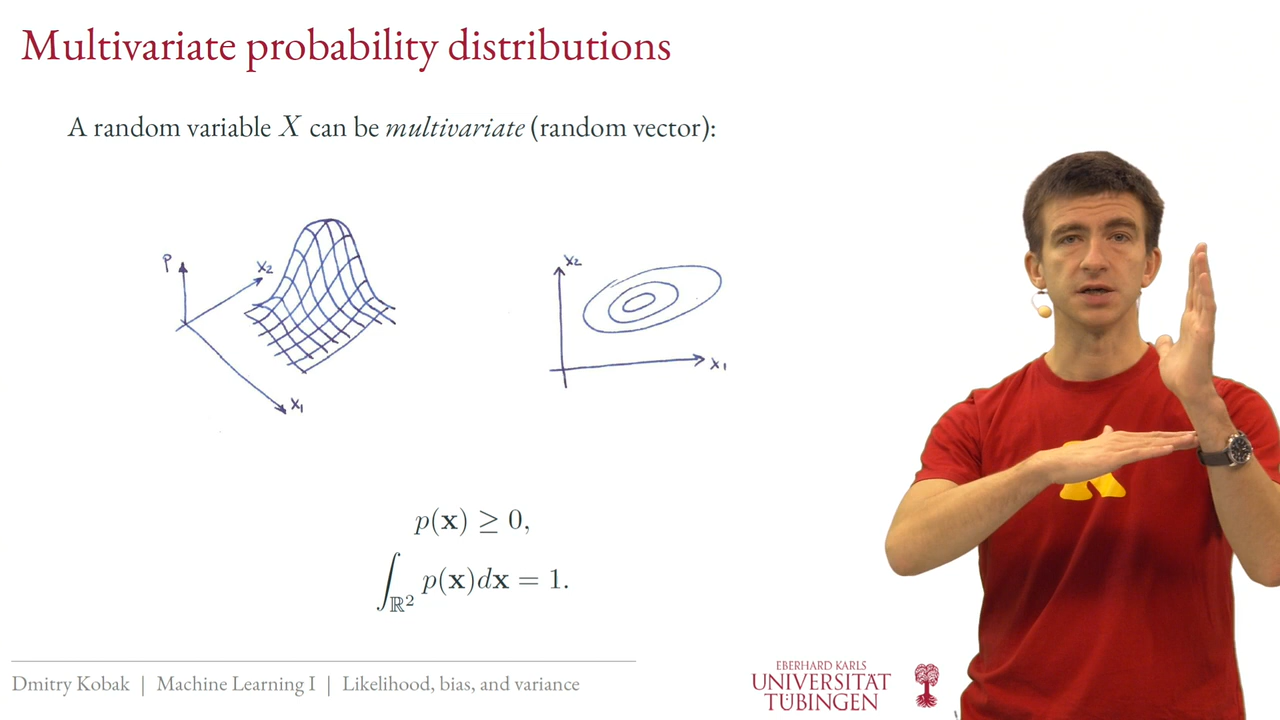 Multivariate probability distributions
A random variable X can be multivariate (random vector):
P
x₂
x₁
x₂
x₁
p(𝐱) ≥ 0,
∫_{ℝ²} p(𝐱)d𝐱 = 1.
Dmitry Kobak | Machine Learning I | Likelihood, bias, and variance
EBERHARD KARLS
UNIVERSITÄT
TÜBINGEN